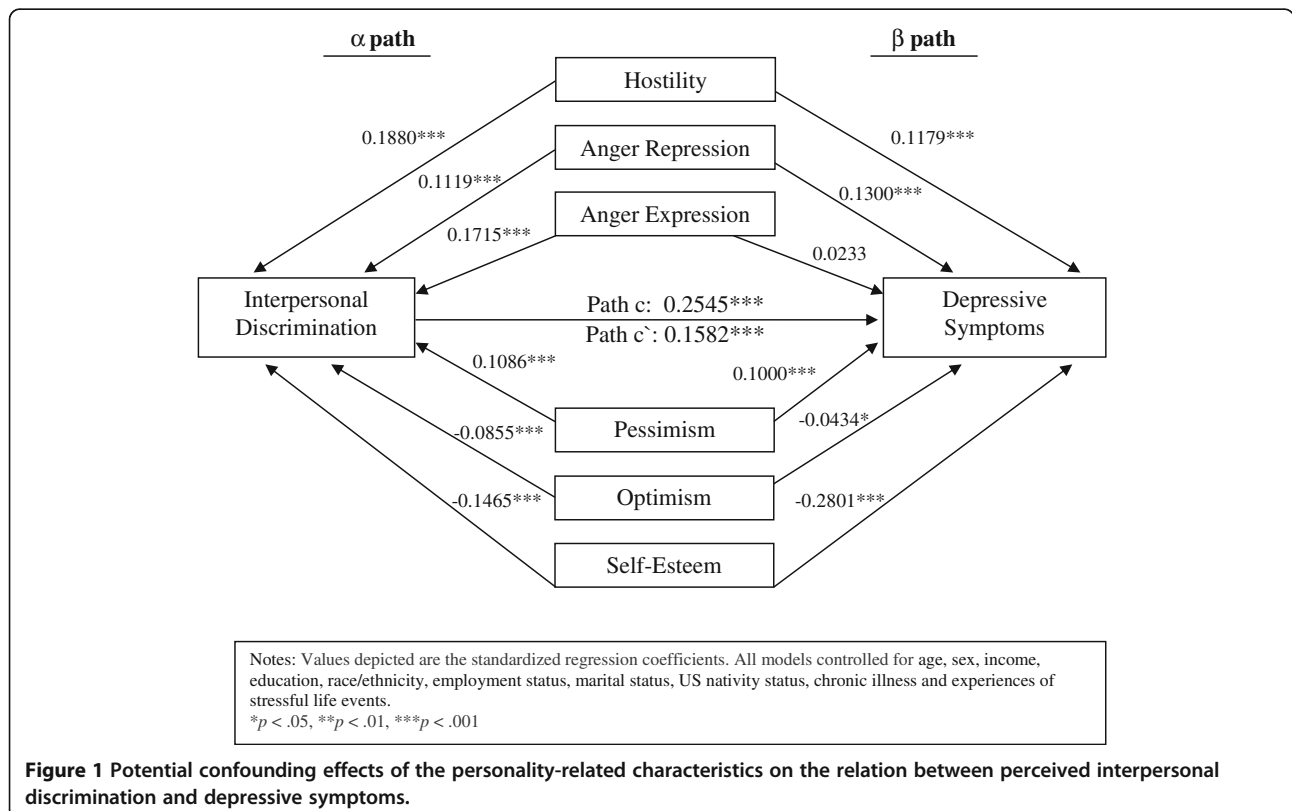 α path
β path
Hostility
0.1880***
0.1179***
Anger Repression
0.1119***
0.1300***
Anger Expression
0.1715***
0.0233
Interpersonal
Discrimination
Path c: 0.2545***
Path c`: 0.1582***
Depressive
Symptoms
0.1086***
0.1000***
Pessimism
-0.0855***
-0.0434*
Optimism
-0.1465***
-0.2801***
Self-Esteem
Notes: Values depicted are the standardized regression coefficients. All models controlled for age, sex, income,
education, race/ethnicity, employment status, marital status, US nativity status, chronic illness and experiences of
stressful life events.
*p < .05, **p < .01, ***p < .001
Figure 1 Potential confounding effects of the personality-related characteristics on the relation between perceived interpersonal
discrimination and depressive symptoms.